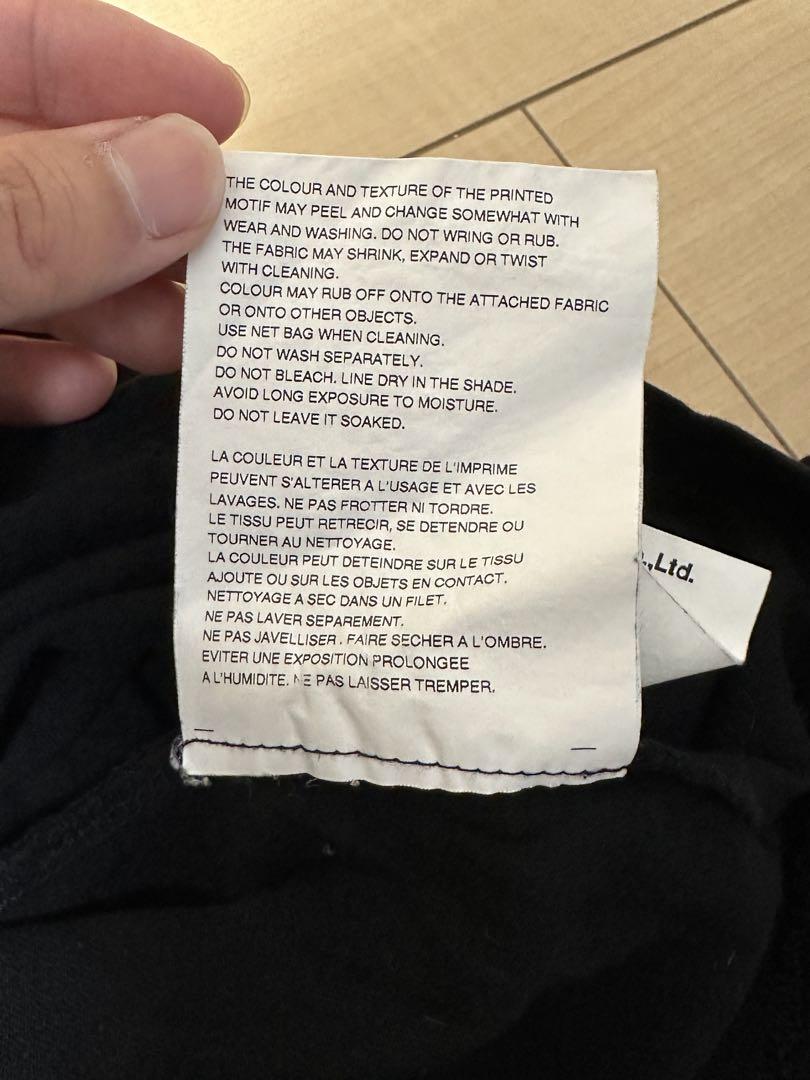 THE COLOUR AND TEXTURE OF THE PRINTED
MOTIF MAY PEEL AND CHANGE SOMEWHAT WITH
WEAR AND WASHING. DO NOT WRING OR RUB.
THE FABRIC MAY SHRINK, EXPAND OR TWIST
WITH CLEANING.
COLOUR MAY RUB OFF ONTO THE ATTACHED FABRIC
OR ONTO OTHER OBJECTS.
USE NET BAG WHEN CLEANING.
DO NOT WASH SEPARATELY.
DO NOT BLEACH. LINE DRY IN THE SHADE.
AVOID LONG EXPOSURE TO MOISTURE.
DO NOT LEAVE IT SOAKED.
LA COULEUR ET LA TEXTURE DE L'IMPRIME
PEUVENT S'ALTERER A L'USAGE ET AVEC LES
LAVAGES. NE PAS FROTTER NI TORDRE.
LE TISSU PEUT RETRECIR, SE DETENDRE OU
TOURNER AU NETTOYAGE.
LA COULEUR PEUT DETEINDRE SUR LE TISSU
AJOUTE OU SUR LES OBJETS EN CONTACT.
NETTOYAGE A SEC DANS UN FILET.
NE PAS LAVER SEPAREMENT.
NE PAS JAVELLISER. FAIRE SECHER A L'OMBRE.
EVITER UNE EXPOSITION PROLONGEE
A L'HUMIDITE. NE PAS LAISSER TREMPER.
.,Ltd.